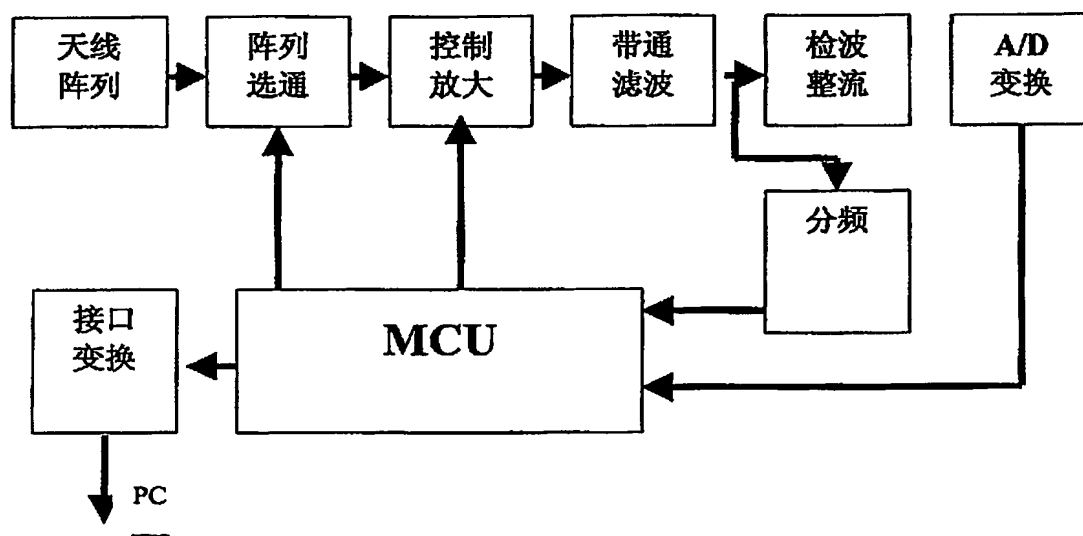 天线
阵列
阵列
选通
控制
放大
带通
滤波
检波
整流
A/D
变换
分频
接口
变换
MCU
PC